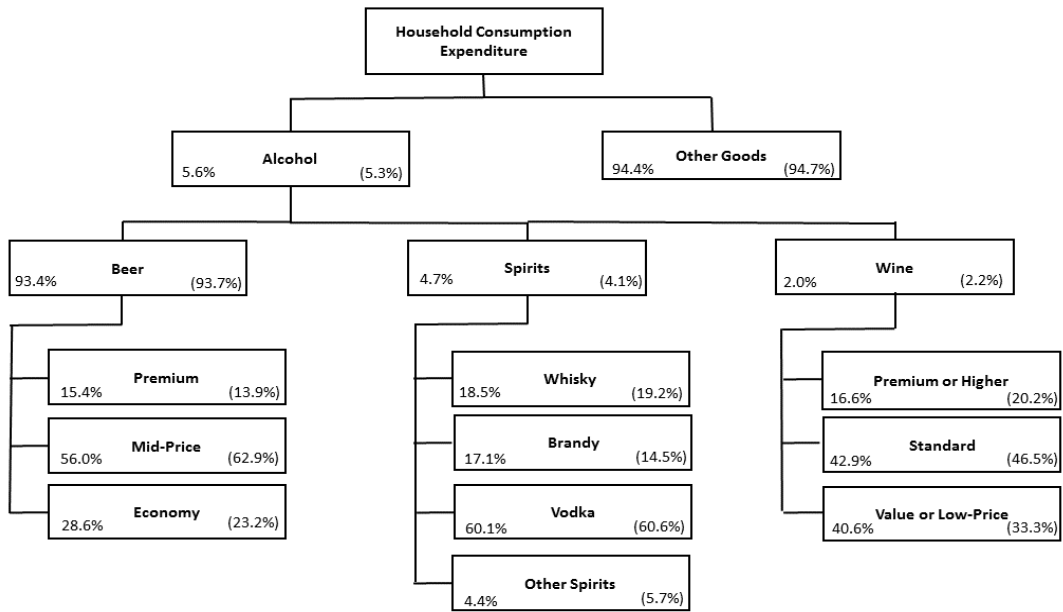 Household Consumption
Expenditure
Alcohol
5.6% (5.3%)
Other Goods
94.4% (94.7%)
Beer
93.4% (93.7%)
Spirits
4.7% (4.1%)
Wine
2.0% (2.2%)
Premium
15.4% (13.9%)
Mid-Price
56.0% (62.9%)
Economy
28.6% (23.2%)
Whisky
18.5% (19.2%)
Brandy
17.1% (14.5%)
Vodka
60.1% (60.6%)
Other Spirits
4.4% (5.7%)
Premium or Higher
16.6% (20.2%)
Standard
42.9% (46.5%)
Value or Low-Price
40.6% (33.3%)